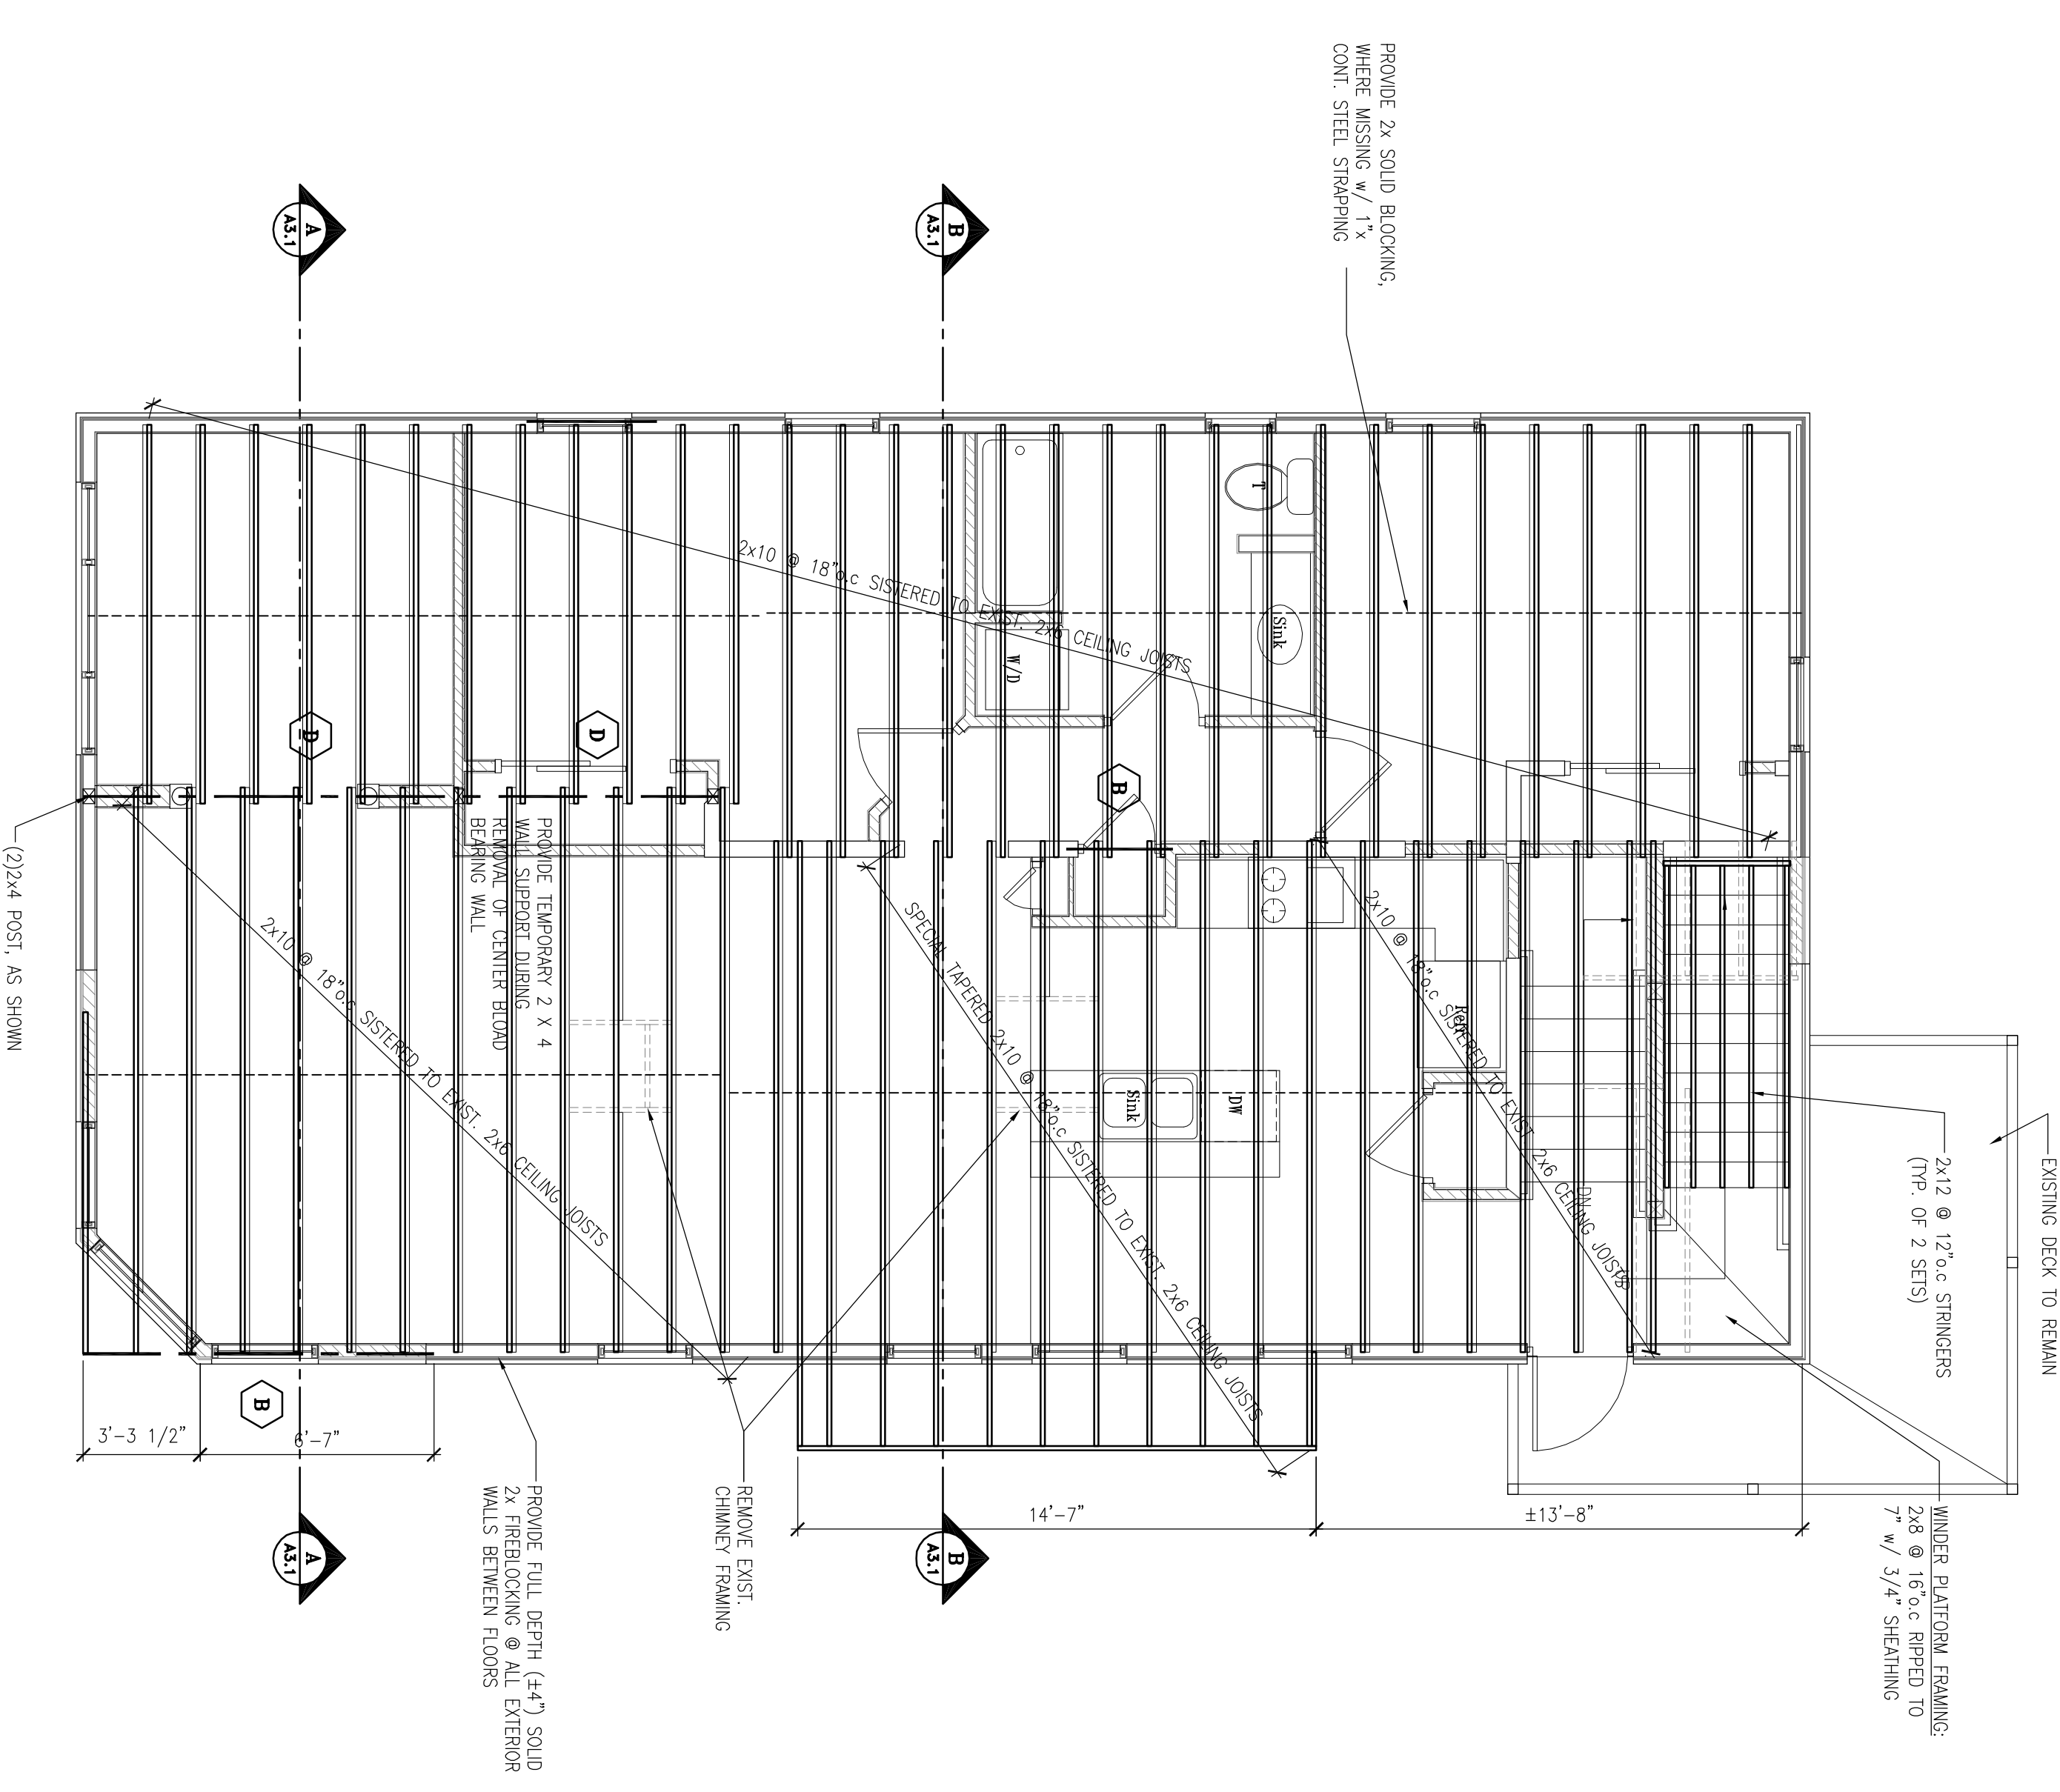 PROVIDE 2x SOLID BLOCKING,
WHERE MISSING w/ 1"x
CONT. STEEL STRAPPING
A
A3.1
B
A3.1
2x10 @ 18"o.c SISTERED TO EXIST. 2x6 CEILING JOISTS
T
Sink
W/D
D
D
B
PROVIDE TEMPORARY 2 X 4
WALL SUPPORT DURING
REMOVAL OF CENTER BLOAD
BEARING WALL
(2)2x4 POST, AS SHOWN
2x10 @ 18"o.c SISTERED TO EXIST. 2x6 CEILING JOISTS
SPECIAL TAPERED 2x10 @ 18"o.c SISTERED TO EXIST. 2x6 CEILING JOISTS
2x10 @ 18"o.c SISTERED TO EXIST 2x6 CEILING JOISTS
Sink
DW
DN
EXISTING DECK TO REMAIN
2x12 @ 12"o.c STRINGERS
(TYP. OF 2 SETS)
WINDER PLATFORM FRAMING:
2x8 @ 16"o.c RIPPED TO
7" w/ 3/4" SHEATHING
B
3'-3 1/2"
6'-7"
14'-7"
±13'-8"
REMOVE EXIST.
CHIMNEY FRAMING
PROVIDE FULL DEPTH (±4") SOLID
2x FIREBLOCKING @ ALL EXTERIOR
WALLS BETWEEN FLOORS
A
A3.1
B
A3.1